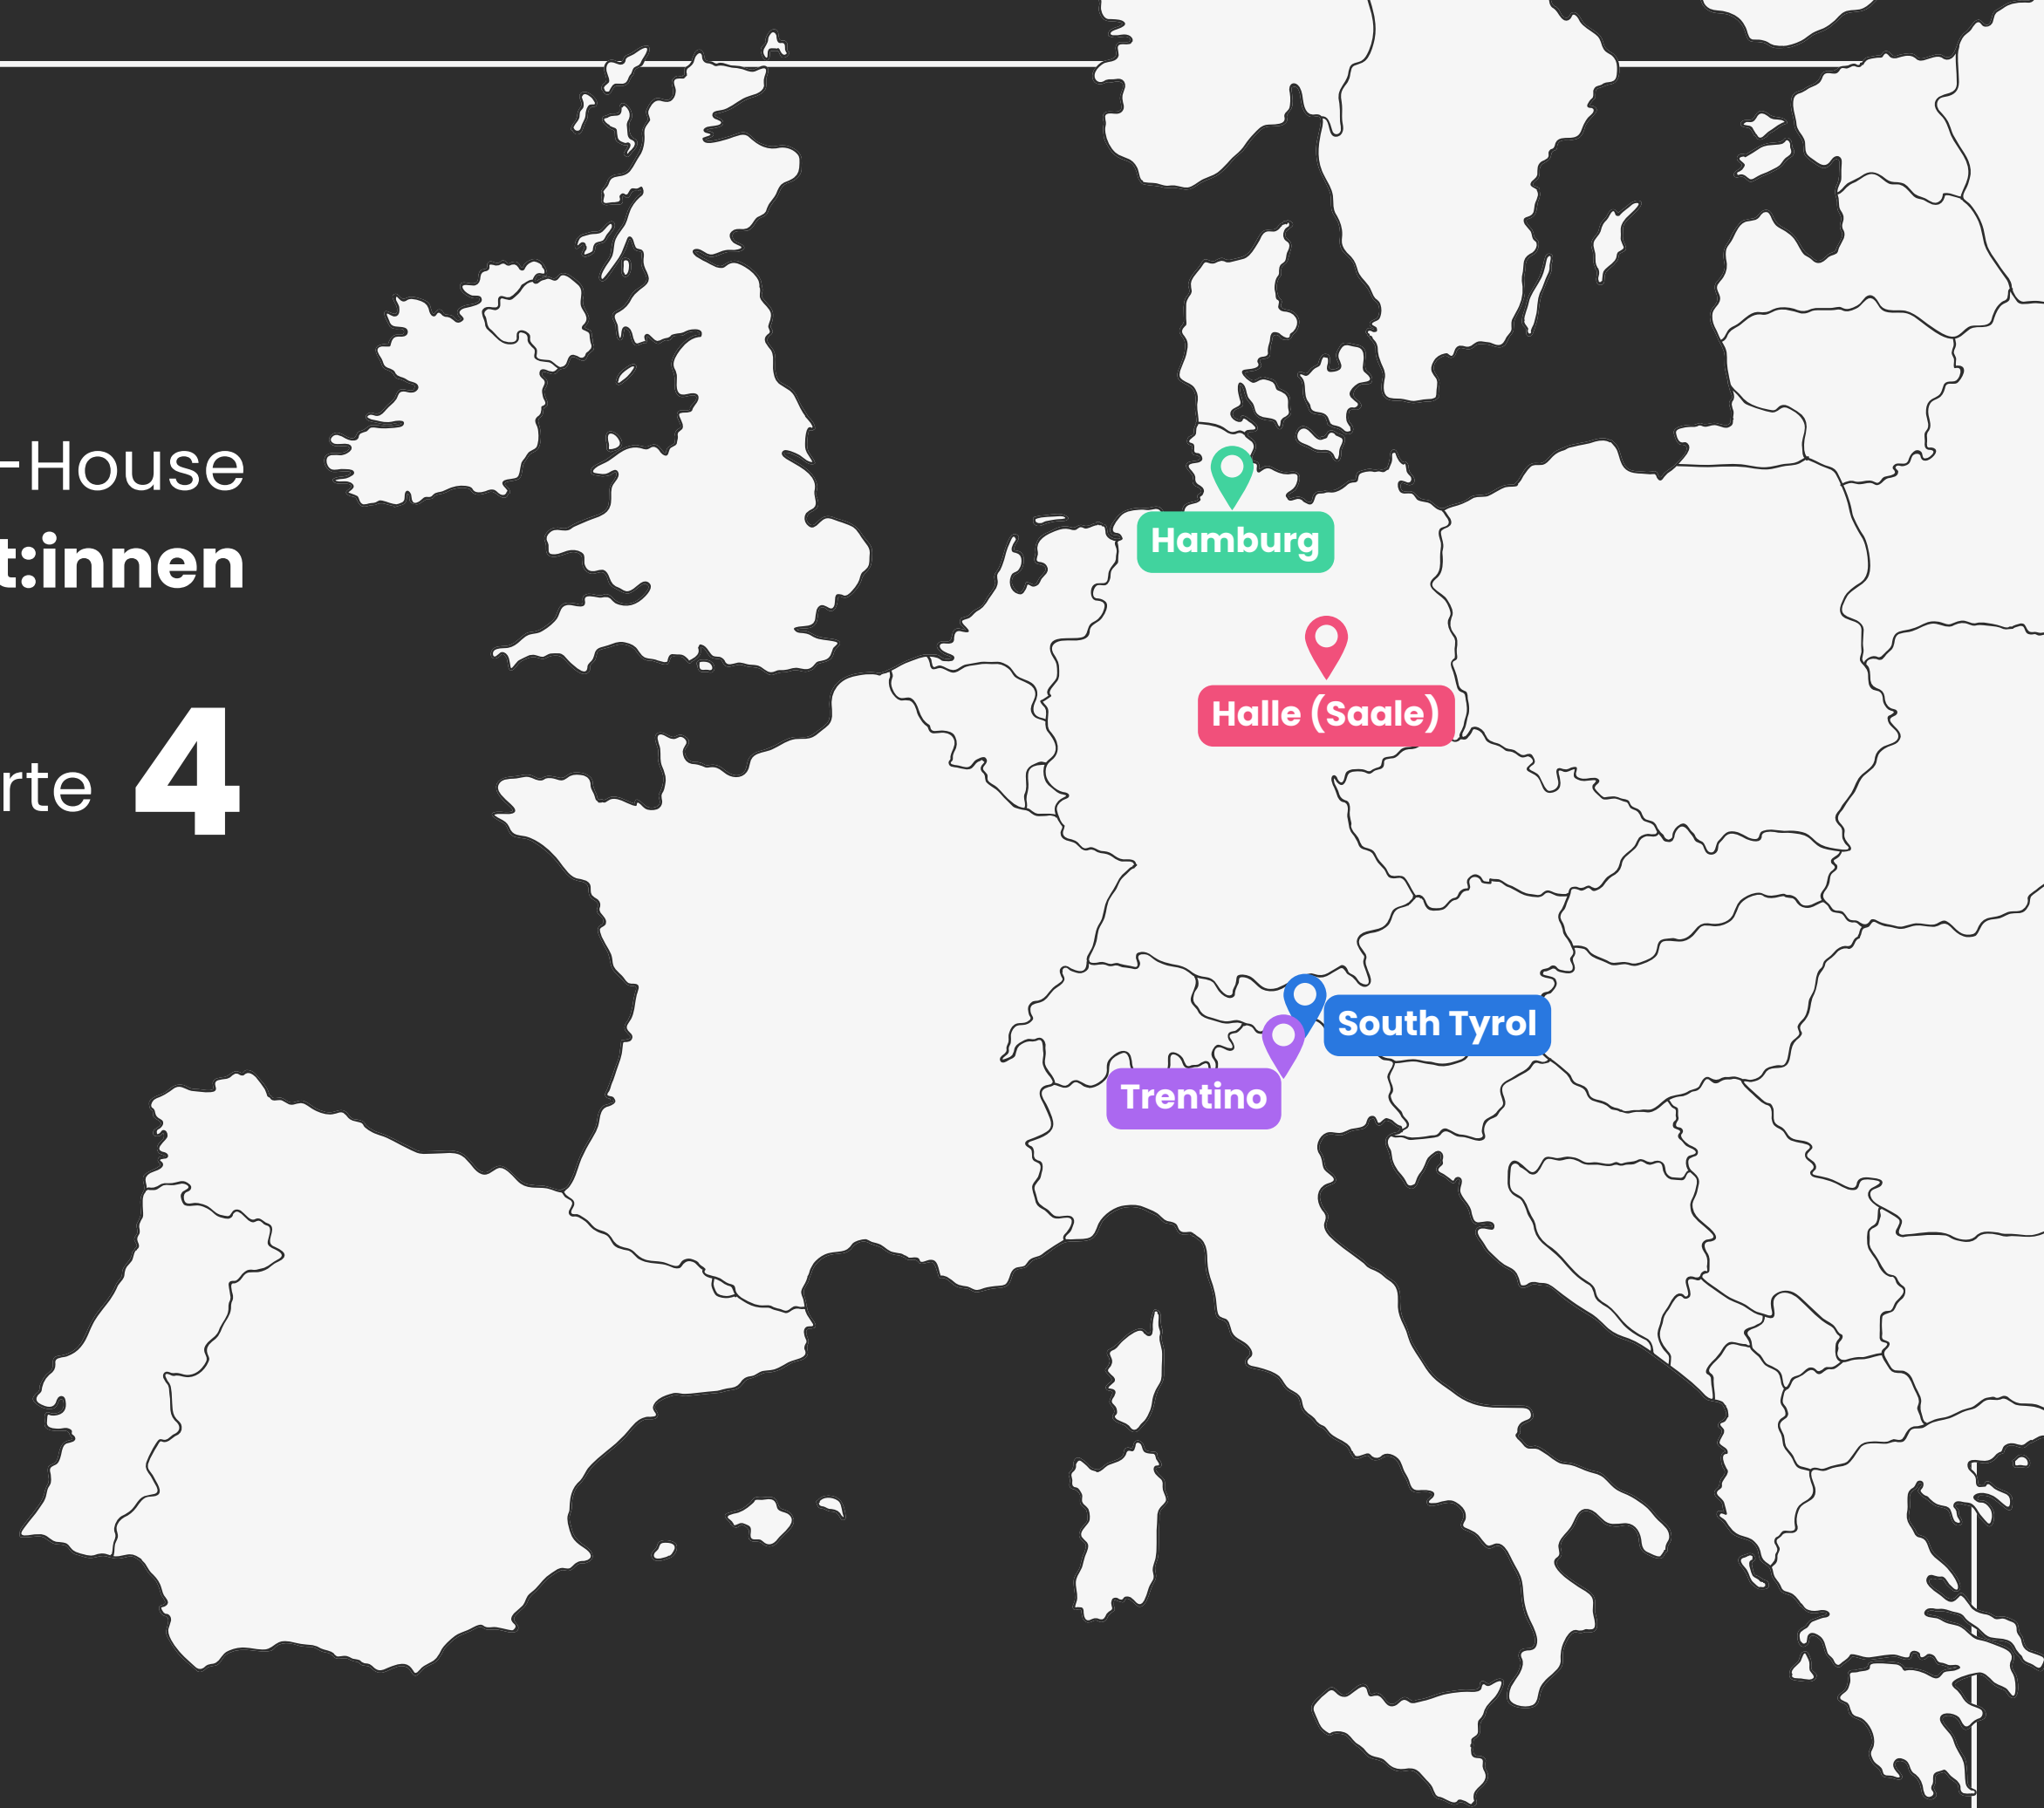 -House
t:innen
rte 4
Hamburg
Halle (Saale)
South Tyrol
Trentino